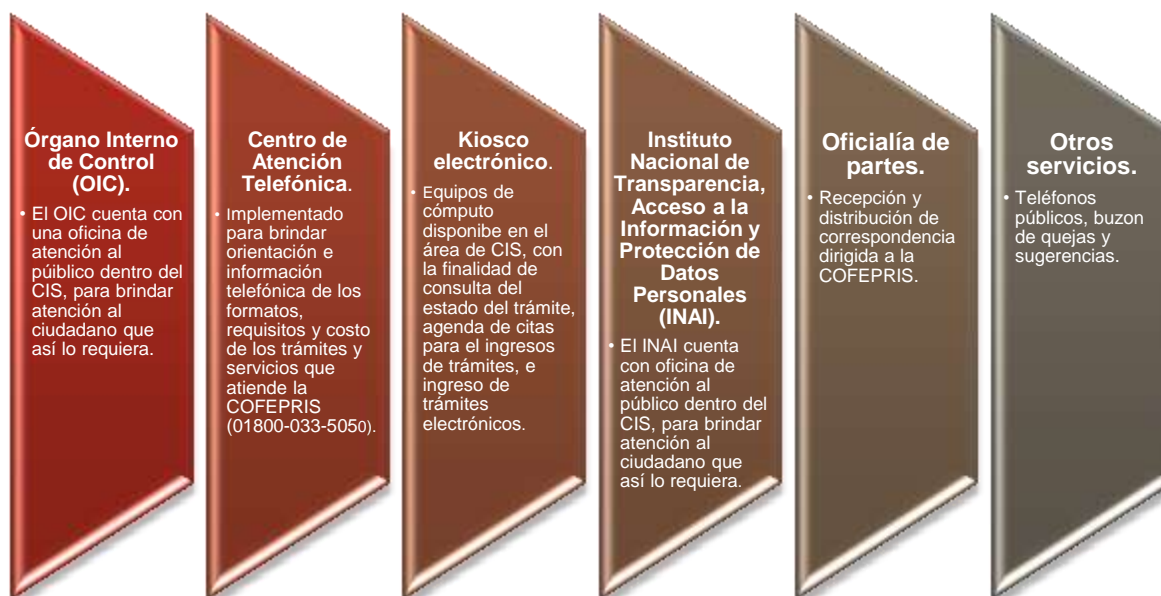 Órgano Interno
de Control
(OIC).
• El OIC cuenta con
una oficina de
atención al
púiblico dentro del
CIS, para brindar
atención al
ciudadano que
así lo requiera.
Centro de
Atención
Telefónica.
• Implementado
para brindar
orientación e
información
telefónica de los
formatos,
requisitos y costo
de los trámites y
servicios que
atiende la
COFEPRIS
(01800-033-5050).
Kiosco
electrónico.
• Equipos de
cómputo
disponibe en el
área de CIS, con
la finalidad de
consulta del
estado del trámite,
agenda de citas
para el ingresos
de trámites, e
ingreso de
trámites
electrónicos.
Instituto
Nacional de
Transparencia,
Acceso a la
Información y
Protección de
Datos
Personales
(INAI).
• El INAI cuenta
con oficina de
atención al
público dentro del
CIS, para brindar
atención al
ciudadano que
así lo requiera.
Oficialía de
partes.
• Recepción y
distribución de
correspondencia
dirigida a la
COFEPRIS.
Otros
servicios.
• Teléfonos
públicos, buzon
de quejas y
sugerencias.